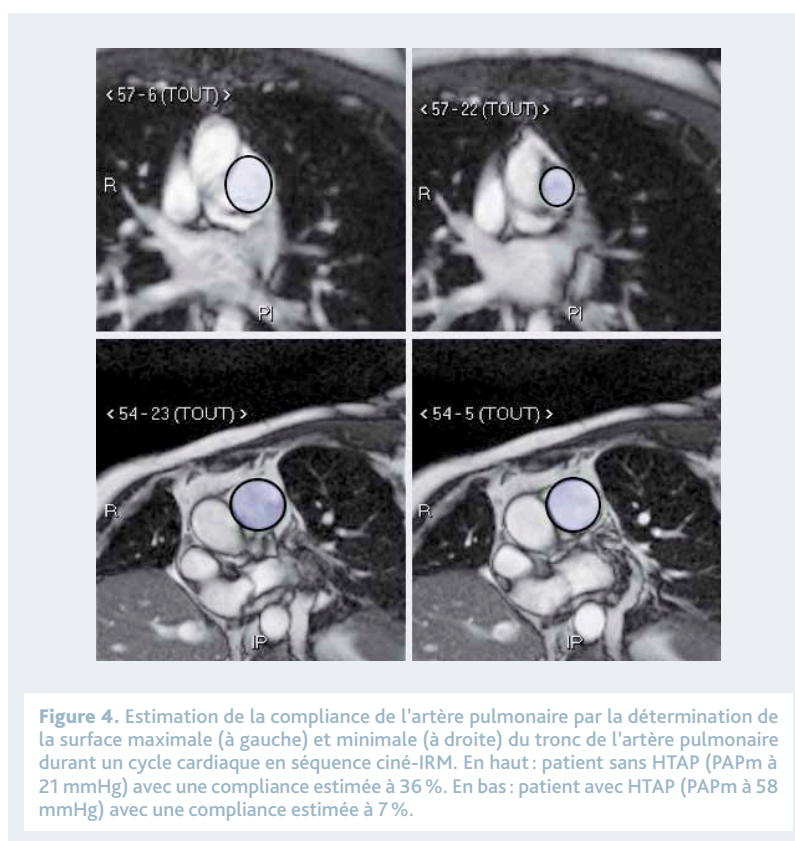 < 57 - 6 (TOUT) >
R
PI
< 57 - 22 (TOUT) >
R
PI
< 54 - 23 (TOUT) >
R
IP
< 54 - 5 (TOUT) >
R
IP
Figure 4. Estimation de la compliance de l'artère pulmonaire par la détermination de
la surface maximale (à gauche) et minimale (à droite) du tronc de l'artère pulmonaire
durant un cycle cardiaque en séquence ciné-IRM. En haut : patient sans HTAP (PAPm à
21 mmHg) avec une compliance estimée à 36 %. En bas : patient avec HTAP (PAPm à 58
mmHg) avec une compliance estimée à 7 %.